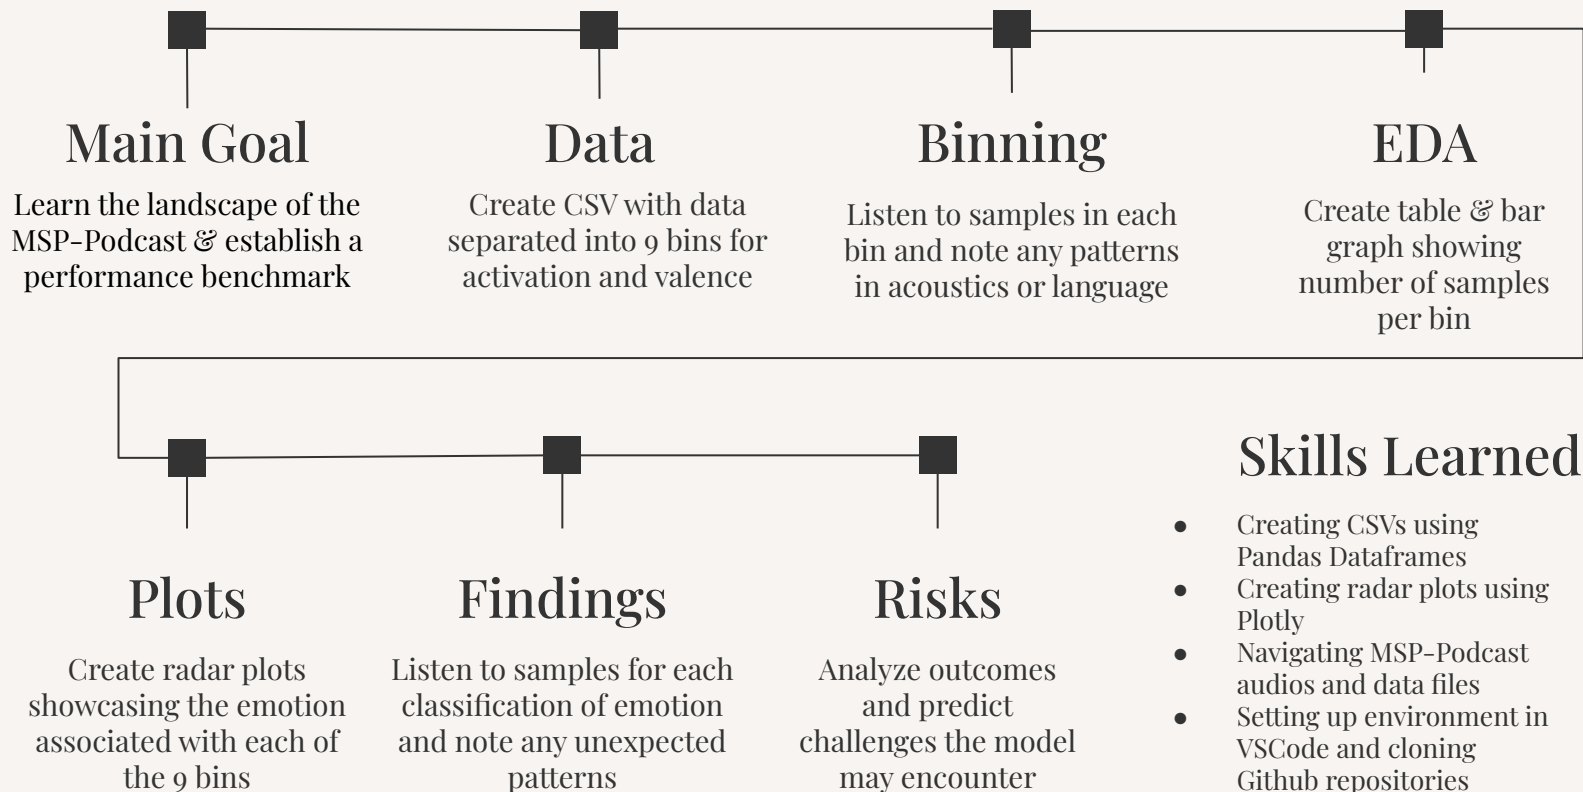 Main Goal
Learn the landscape of the
MSP-Podcast & establish a
performance benchmark
Data
Create CSV with data
separated into 9 bins for
activation and valence
Binning
Listen to samples in each
bin and note any patterns
in acoustics or language
EDA
Create table & bar
graph showing
number of samples
per bin
Plots
Create radar plots
showcasing the emotion
associated with each of
the 9 bins
Findings
Listen to samples for each
classification of emotion
and note any unexpected
patterns
Risks
Analyze outcomes
and predict
challenges the model
may encounter
Skills Learned
● Creating CSVs using
Pandas Dataframes
● Creating radar plots using
Plotly
● Navigating MSP-Podcast
audios and data files
● Setting up environment in
VSCode and cloning
Github repositories